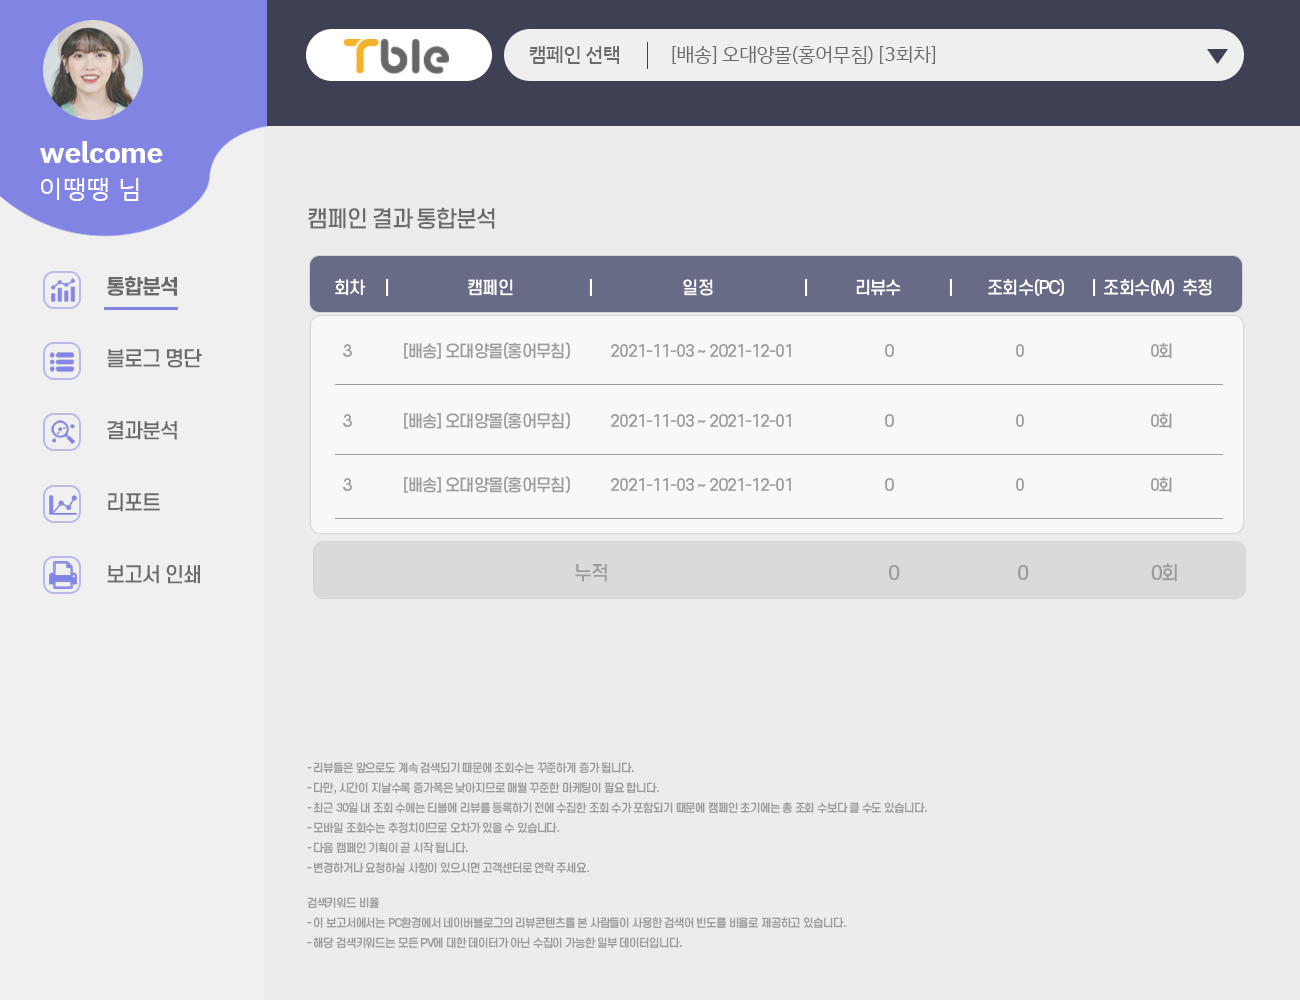 welcome
이땡땡 님
통합분석
블로그 명단
결과분석
리포트
보고서 인쇄
Tble
캠페인 선택 | [배송] 오대양몰(홍어무침) [3회차]
캠페인 결과 통합분석
회차 | 캠페인 | 일정 | 리뷰수 | 조회수(PC) | 조회수(M) 추정
3 [배송] 오대양몰(홍어무침) 2021-11-03 ~ 2021-12-01 0 0 0회
3 [배송] 오대양몰(홍어무침) 2021-11-03 ~ 2021-12-01 0 0 0회
3 [배송] 오대양몰(홍어무침) 2021-11-03 ~ 2021-12-01 0 0 0회
누적 0 0 0회
- 리뷰들은 앞으로도 계속 검색되기 때문에 조회수는 꾸준하게 증가 됩니다.
- 다만, 시간이 지날수록 증가폭은 낮아지므로 매월 꾸준한 마케팅이 필요 합니다.
- 최근 30일 내 조회 수에는 티블에 리뷰를 등록하기 전에 수집한 조회 수가 포함되기 때문에 캠페인 초기에는 총 조회 수보다 클 수도 있습니다.
- 모바일 조회수는 추정치이므로 오차가 있을 수 있습니다.
- 다음 캠페인 기획이 곧 시작 됩니다.
- 변경하거나 요청하실 사항이 있으시면 고객센터로 연락 주세요.
검색키워드 비율
- 이 보고서에서는 PC환경에서 네이버블로그의 리뷰콘텐츠를 본 사람들이 사용한 검색어 빈도를 비율로 제공하고 있습니다.
- 해당 검색키워드는 모든 PV에 대한 데이터가 아닌 수집이 가능한 일부 데이터입니다.